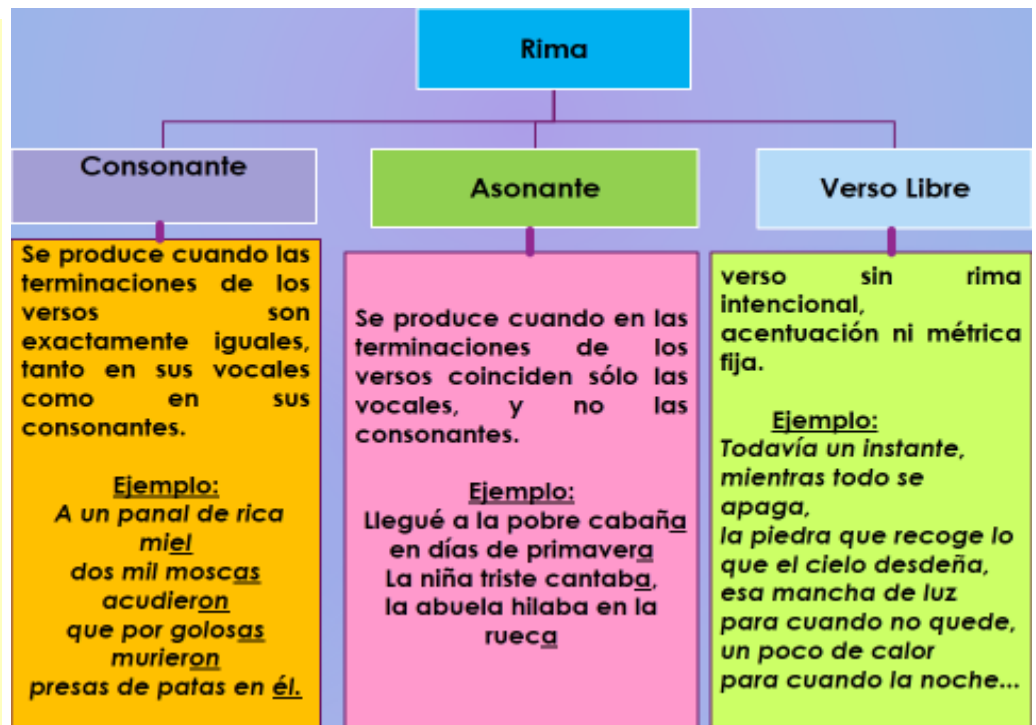 Rima
Consonante
Se produce cuando las
terminaciones de los
versos son
exactamente iguales,
tanto en sus vocales
como en sus
consonantes.
Ejemplo:
A un panal de rica
miel
dos mil moscas
acudieron
que por golosas
murieron
presas de patas en él.
Asonante
Se produce cuando en las
terminaciones de los
versos coinciden sólo las
vocales, y no las
consonantes.
Ejemplo:
Llegué a la pobre cabaña
en días de primavera
La niña triste cantaba,
la abuela hilaba en la
rueca
Verso Libre
verso sin rima
intencional,
acentuación ni métrica
fija.
Ejemplo:
Todavía un instante,
mientras todo se
apaga,
la piedra que recoge lo
que el cielo desdeña,
esa mancha de luz
para cuando no quede,
un poco de calor
para cuando la noche...